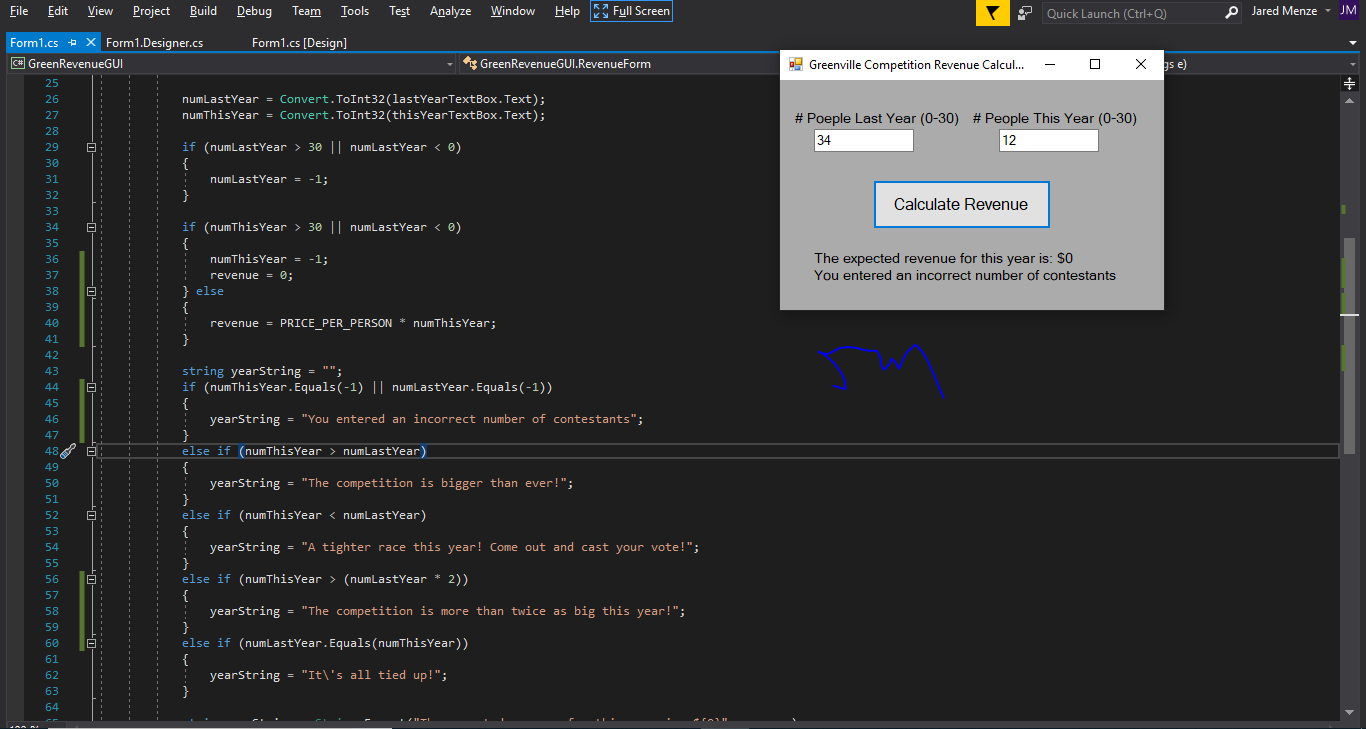 File Edit View Project Build Debug Team Tools Test Analyze Window Help Full Screen Quick Launch (Ctrl+Q) Jared Menze JM
Form1.cs Form1.Designer.cs Form1.cs [Design]
C# GreenRevenueGUI GreenRevenueGUI.RevenueForm gs e)
Greenville Competition Revenue Calcul...
# Poeple Last Year (0-30) # People This Year (0-30)
34 12
Calculate Revenue
The expected revenue for this year is: $0
You entered an incorrect number of contestants
JM
25
26 numLastYear = Convert.ToInt32(lastYearTextBox.Text);
27 numThisYear = Convert.ToInt32(thisYearTextBox.Text);
28
29 if (numLastYear > 30 || numLastYear < 0)
30 {
31 numLastYear = -1;
32 }
33
34 if (numThisYear > 30 || numLastYear < 0)
35 {
36 numThisYear = -1;
37 revenue = 0;
38 } else
39 {
40 revenue = PRICE_PER_PERSON * numThisYear;
41 }
42
43 string yearString = "";
44 if (numThisYear.Equals(-1) || numLastYear.Equals(-1))
45 {
46 yearString = "You entered an incorrect number of contestants";
47 }
48 else if (numThisYear > numLastYear)
49 {
50 yearString = "The competition is bigger than ever!";
51 }
52 else if (numThisYear < numLastYear)
53 {
54 yearString = "A tighter race this year! Come out and cast your vote!";
55 }
56 else if (numThisYear > (numLastYear * 2))
57 {
58 yearString = "The competition is more than twice as big this year!";
59 }
60 else if (numLastYear.Equals(numThisYear))
61 {
62 yearString = "It\'s all tied up!";
63 }
64